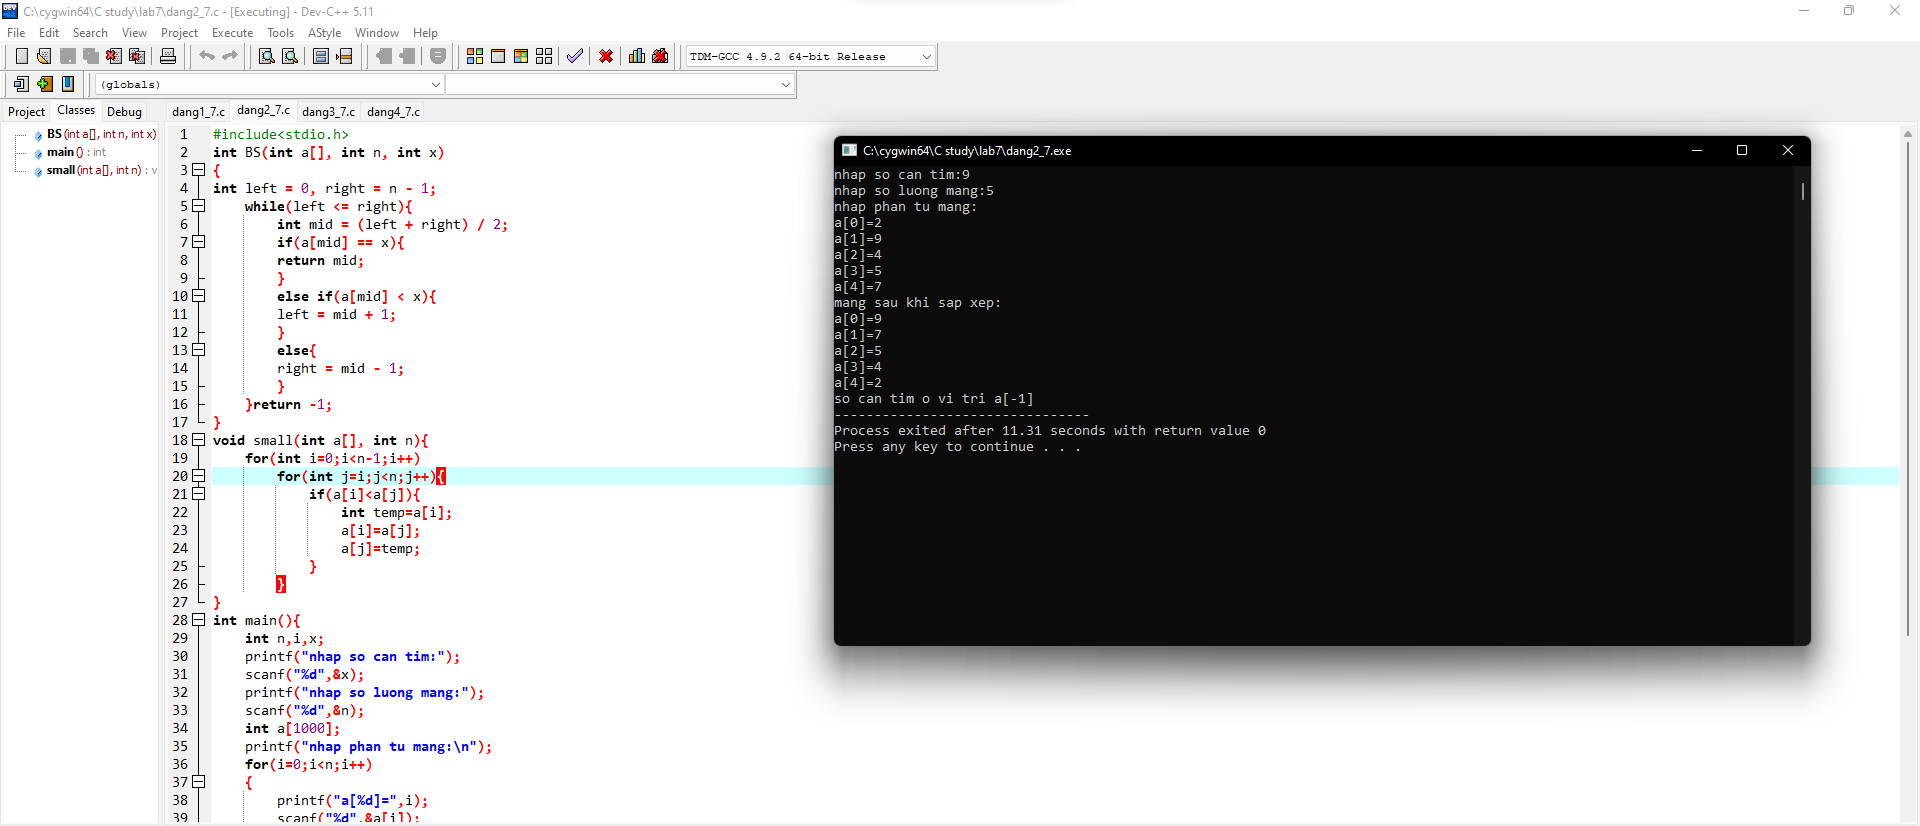 C:\cygwin64\C study\lab7\dang2_7.c - [Executing] - Dev-C++ 5.11
File Edit Search View Project Execute Tools AStyle Window Help
TDM-GCC 4.9.2 64-bit Release
(globals)
Project Classes Debug
dang1_7.c dang2_7.c dang3_7.c dang4_7.c
BS (int a[], int n, int x)
main () : int
small (int a[], int n) : v
1 #include<stdio.h>
2 int BS(int a[], int n, int x)
3 {
4 int left = 0, right = n - 1;
5 while(left <= right){
6 int mid = (left + right) / 2;
7 if(a[mid] == x){
8 return mid;
9 }
10 else if(a[mid] < x){
11 left = mid + 1;
12 }
13 else{
14 right = mid - 1;
15 }
16 }return -1;
17 }
18 void small(int a[], int n){
19 for(int i=0;i<n-1;i++)
20 for(int j=i;j<n;j++){
21 if(a[i]<a[j]){
22 int temp=a[i];
23 a[i]=a[j];
24 a[j]=temp;
25 }
26 }
27 }
28 int main(){
29 int n,i,x;
30 printf("nhap so can tim:");
31 scanf("%d",&x);
32 printf("nhap so luong mang:");
33 scanf("%d",&n);
34 int a[1000];
35 printf("nhap phan tu mang:\n");
36 for(i=0;i<n;i++)
37 {
38 printf("a[%d]=",i);
39 scanf("%d",&a[i]);
C:\cygwin64\C study\lab7\dang2_7.exe
nhap so can tim:9
nhap so luong mang:5
nhap phan tu mang:
a[0]=2
a[1]=9
a[2]=4
a[3]=5
a[4]=7
mang sau khi sap xep:
a[0]=9
a[1]=7
a[2]=5
a[3]=4
a[4]=2
so can tim o vi tri a[-1]
--------------------------------
Process exited after 11.31 seconds with return value 0
Press any key to continue . . .